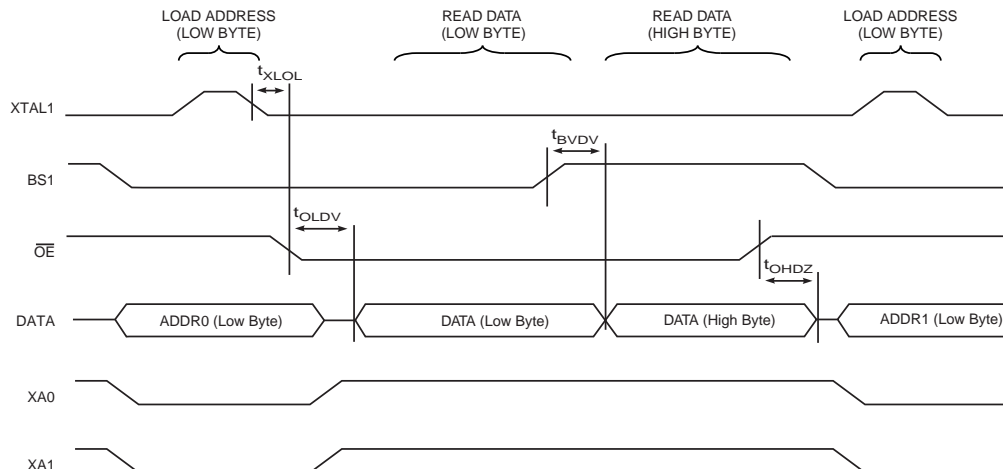 LOAD ADDRESS
(LOW BYTE)
READ DATA
(LOW BYTE)
READ DATA
(HIGH BYTE)
LOAD ADDRESS
(LOW BYTE)
tXLOL
XTAL1
tBVDV
BS1
tOLDV
OE
tOHDZ
DATA
ADDR0 (Low Byte)
DATA (Low Byte)
DATA (High Byte)
ADDR1 (Low Byte)
XA0
XA1